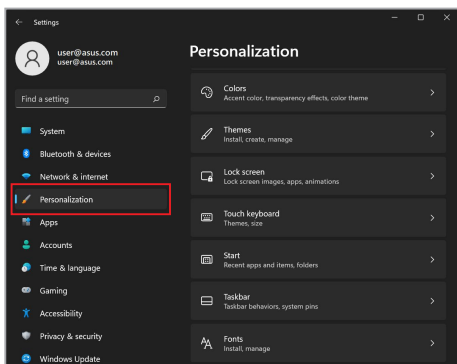 Settings
user@asus.com
user@asus.com
Find a setting
System
Bluetooth & devices
Network & internet
Personalization
Apps
Accounts
Time & language
Gaming
Accessibility
Privacy & security
Windows Update
Personalization
Colors
Accent color, transparency effects, color theme
Themes
Install, create, manage
Lock screen
Lock screen images, apps, animations
Touch keyboard
Themes, size
Start
Recent apps and items, folders
Taskbar
Taskbar behaviors, system pins
Fonts
Install, manage